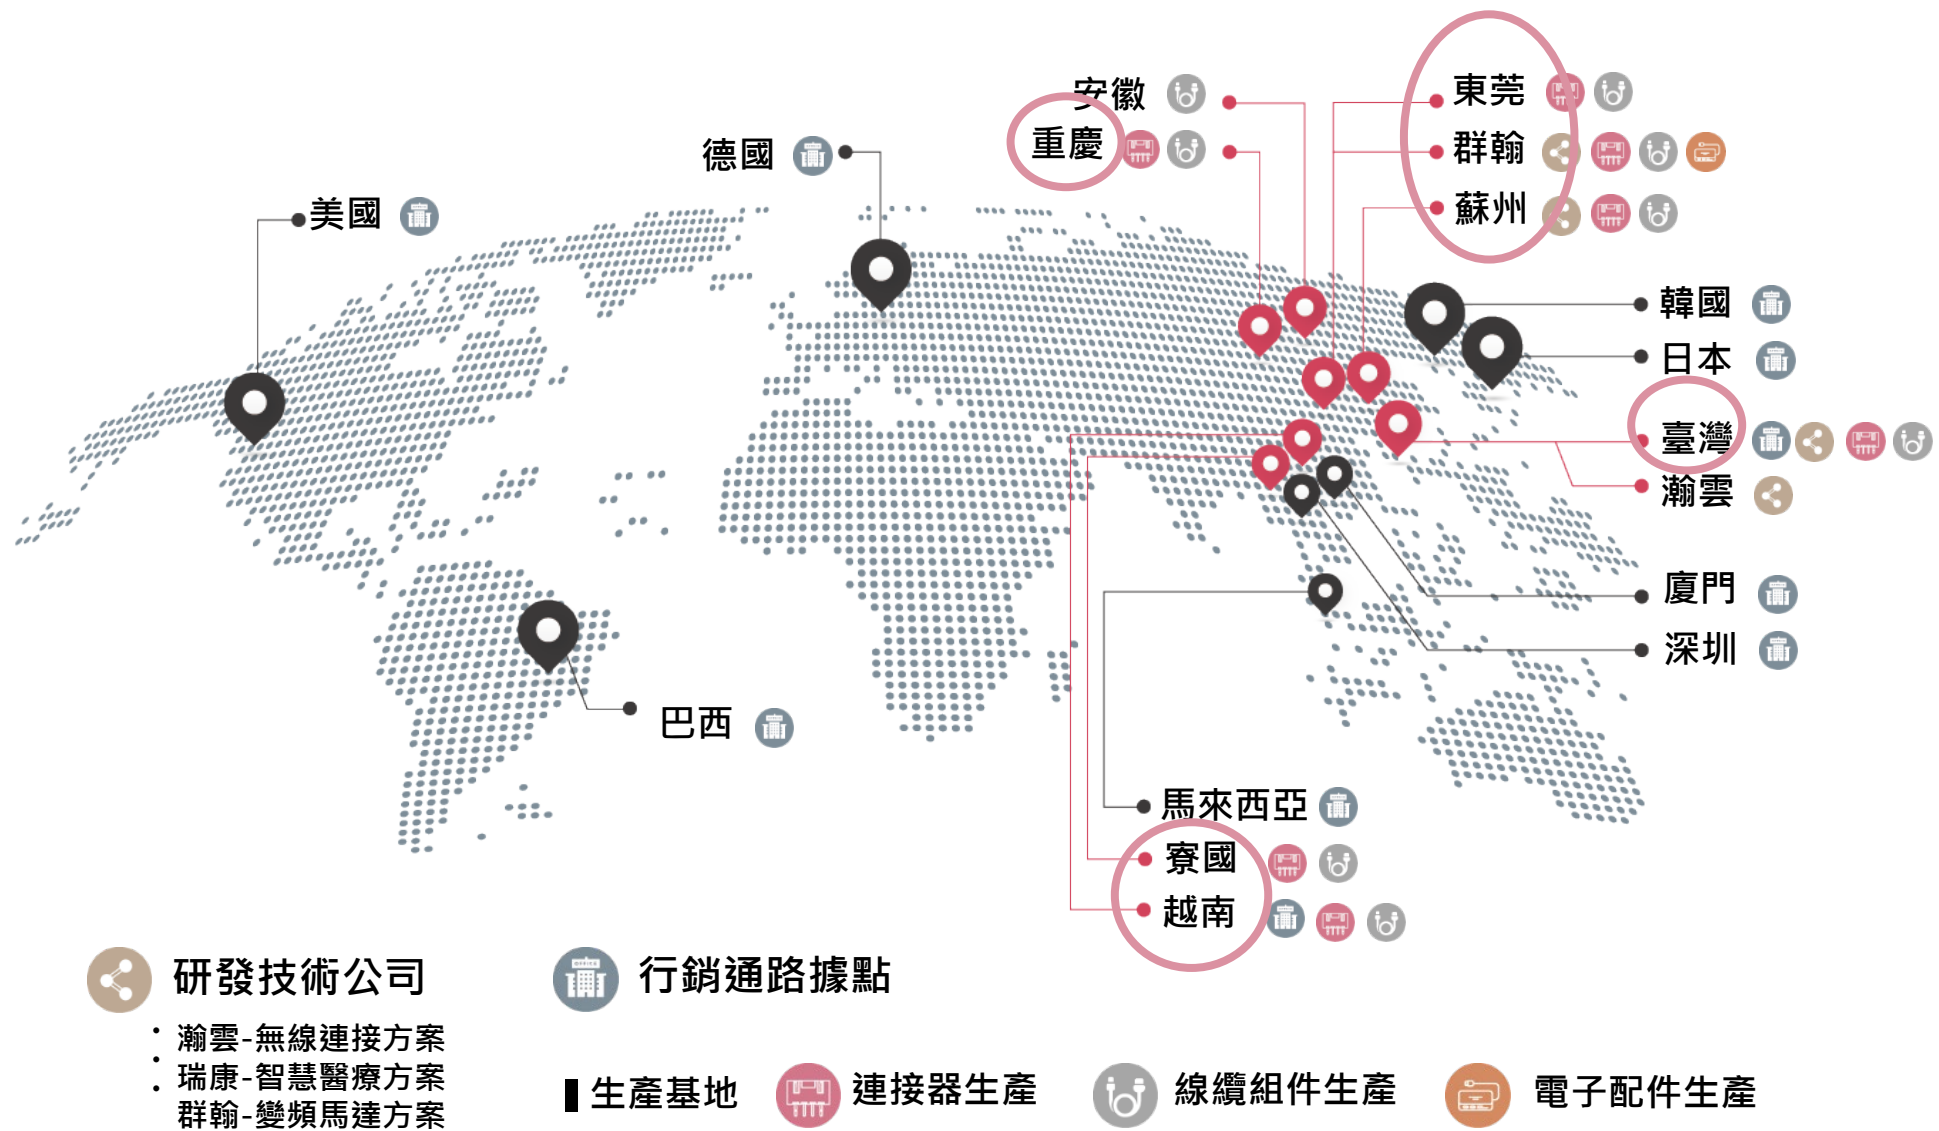 安徽
東莞
重慶
群翰
德國
蘇州
美國
韓國
日本
臺灣
瀚雲
廈門
深圳
巴西
馬來西亞
寮國
越南
研發技術公司
• 瀚雲-無線連接方案
• 瑞康-智慧醫療方案
• 群翰-變頻馬達方案
行銷通路據點
生產基地
連接器生產
線纜組件生產
電子配件生產